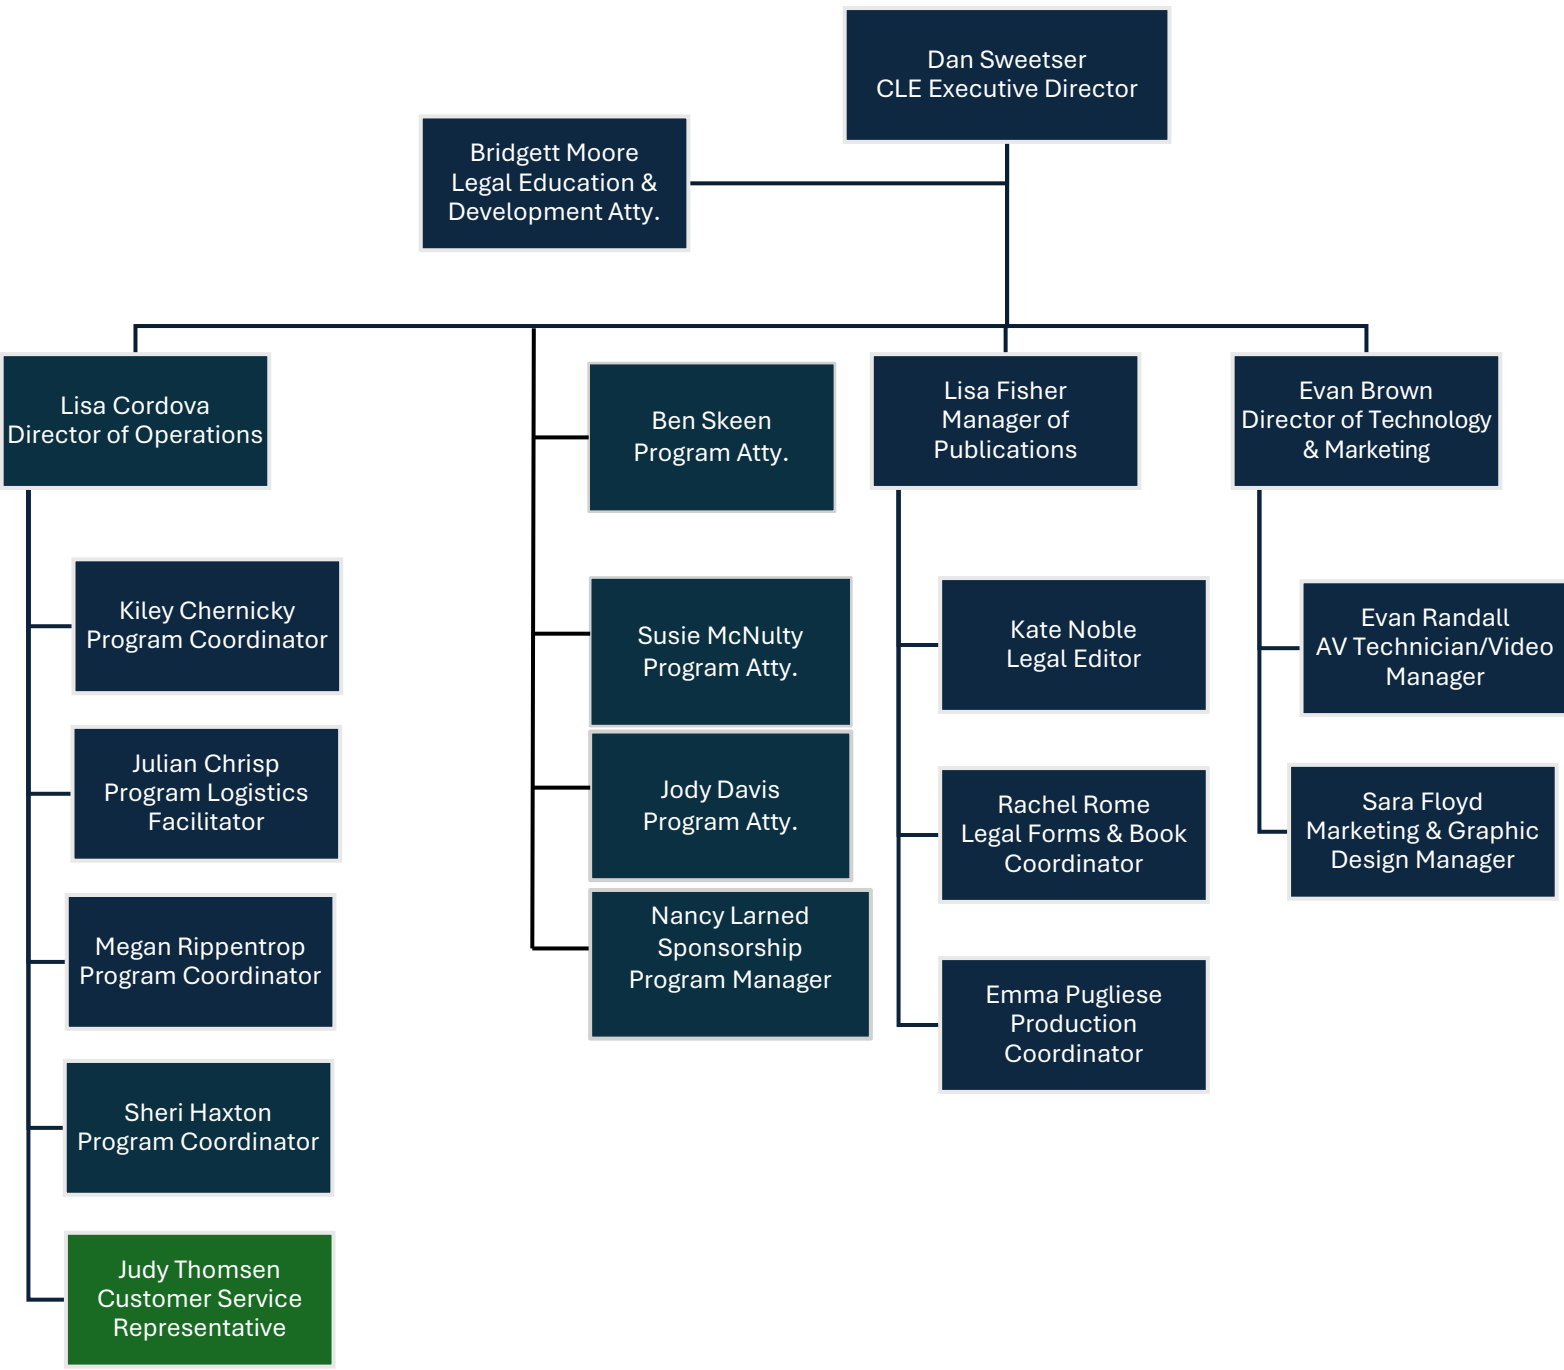 Dan Sweetser
CLE Executive Director
Bridgett Moore
Legal Education &
Development Atty.
Lisa Cordova
Director of Operations
Kiley Chernicky
Program Coordinator
Julian Chrisp
Program Logistics
Facilitator
Megan Rippentrop
Program Coordinator
Sheri Haxton
Program Coordinator
Judy Thomsen
Customer Service
Representative
Ben Skeen
Program Atty.
Susie McNulty
Program Atty.
Jody Davis
Program Atty.
Nancy Larned
Sponsorship
Program Manager
Lisa Fisher
Manager of
Publications
Kate Noble
Legal Editor
Rachel Rome
Legal Forms & Book
Coordinator
Emma Pugliese
Production
Coordinator
Evan Brown
Director of Technology
& Marketing
Evan Randall
AV Technician/Video
Manager
Sara Floyd
Marketing & Graphic
Design Manager